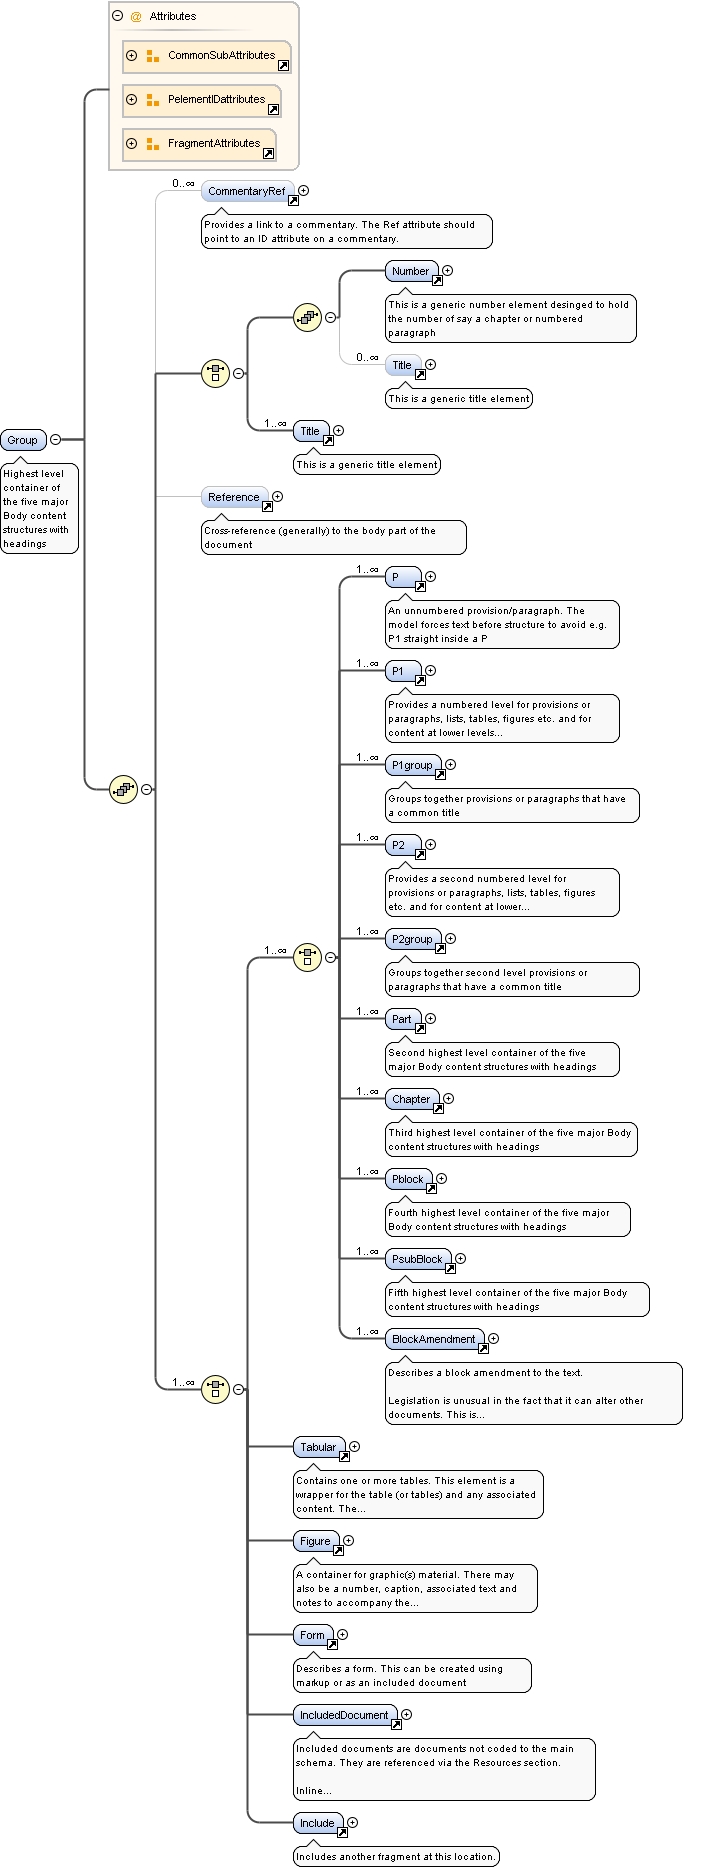 @ Attributes
CommonSubAttributes
PelementIDattributes
FragmentAttributes
0..∞
CommentaryRef
Provides a link to a commentary. The Ref attribute should
point to an ID attribute on a commentary.
Number
This is a generic number element desinged to hold
the number of say a chapter or numbered
paragraph
0..∞
Title
This is a generic title element
1..∞
Title
This is a generic title element
Group
Highest level
container of
the five major
Body content
structures with
headings
Reference
Cross-reference (generally) to the body part of the
document
1..∞
P
An unnumbered provision/paragraph. The
model forces text before structure to avoid e.g.
P1 straight inside a P
1..∞
P1
Provides a numbered level for provisions or
paragraphs, lists, tables, figures etc. and for
content at lower levels...
1..∞
P1group
Groups together provisions or paragraphs that have
a common title
1..∞
P2
Provides a second numbered level for
provisions or paragraphs, lists, tables, figures
etc. and for content at lower...
1..∞
P2group
Groups together second level provisions or
paragraphs that have a common title
1..∞
1..∞
Part
Second highest level container of the five
major Body content structures with headings
1..∞
Chapter
Third highest level container of the five major Body
content structures with headings
1..∞
Pblock
Fourth highest level container of the five major
Body content structures with headings
1..∞
PsubBlock
Fifth highest level container of the five major Body
content structures with headings
1..∞
BlockAmendment
Describes a block amendment to the text.
Legislation is unusual in the fact that it can alter other
documents. This is...
1..∞
Tabular
Contains one or more tables. This element is a
wrapper for the table (or tables) and any associated
content. The...
Figure
A container for graphic(s) material. There may
also be a number, caption, associated text and
notes to accompany the...
Form
Describes a form. This can be created using
markup or as an included document
IncludedDocument
Included documents are documents not coded to the main
schema. They are referenced via the Resources section.
Inline...
Include
Includes another fragment at this location.